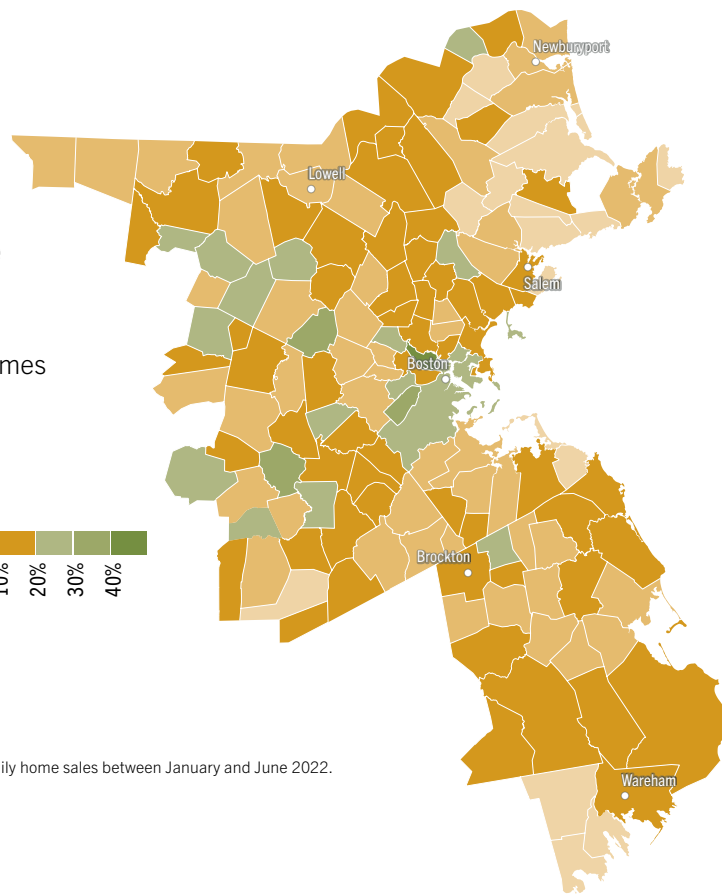 Newburyport
Lowell
Salem
mes
Boston
10%
20%
30%
40%
Brockton
ily home sales between January and June 2022.
Wareham